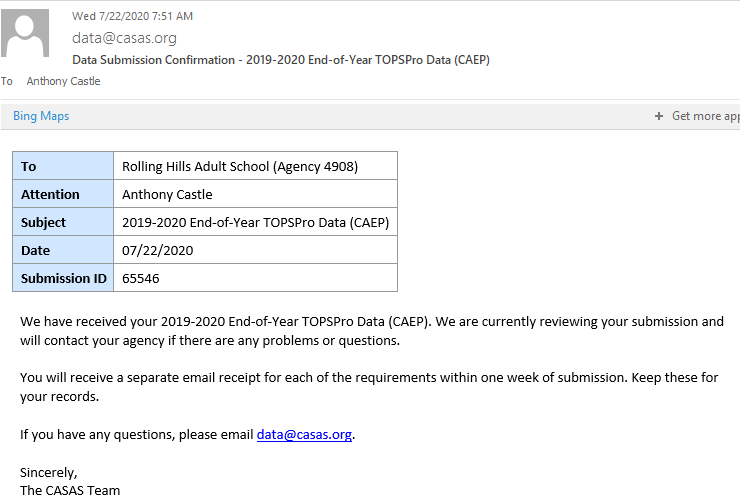 Wed 7/22/2020 7:51 AM
data@casas.org
Data Submission Confirmation - 2019-2020 End-of-Year TOPSPro Data (CAEP)
To Anthony Castle
Bing Maps + Get more app
To Rolling Hills Adult School (Agency 4908)
Attention Anthony Castle
Subject 2019-2020 End-of-Year TOPSPro Data (CAEP)
Date 07/22/2020
Submission ID 65546
We have received your 2019-2020 End-of-Year TOPSPro Data (CAEP). We are currently reviewing your submission and
will contact your agency if there are any problems or questions.
You will receive a separate email receipt for each of the requirements within one week of submission. Keep these for
your records.
If you have any questions, please email data@casas.org.
Sincerely,
The CASAS Team